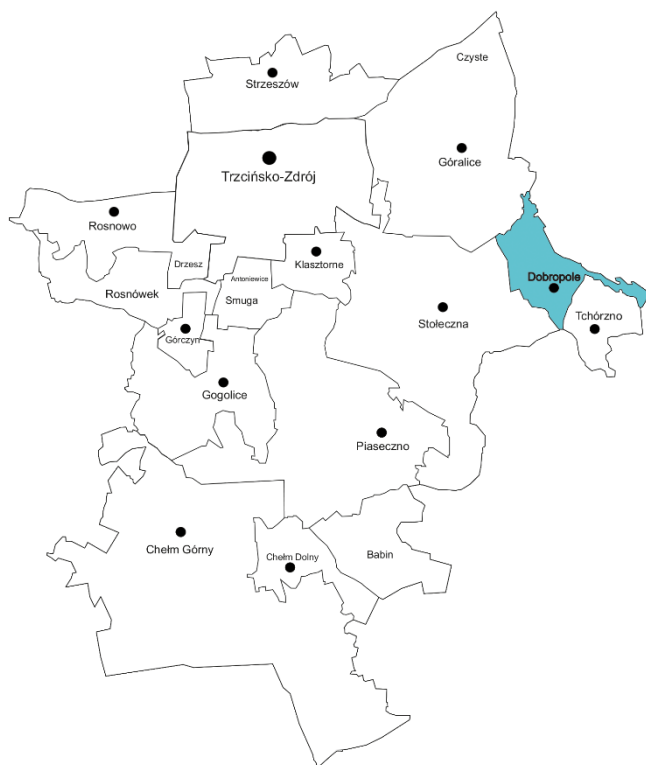 Czyste
Strzeszów
Góralice
Trzcińsko-Zdrój
Rosnowo
Drzesz
Klasztorne
Antoniewice
Rosnówek
Smuga
Dobropole
Stołeczna
Tchórzno
Górczyn
Gogolice
Piaseczno
Chełm Górny
Chełm Dolny
Babin